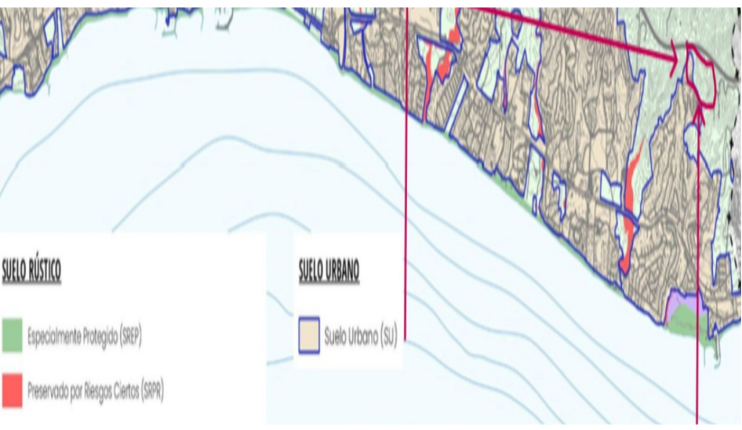 SUELO RÚSTICO
Especialmente Protegido (SREP)
Preservado por Riesgos Ciertos (SRPR)
SUELO URBANO
Suelo Urbano (SU)